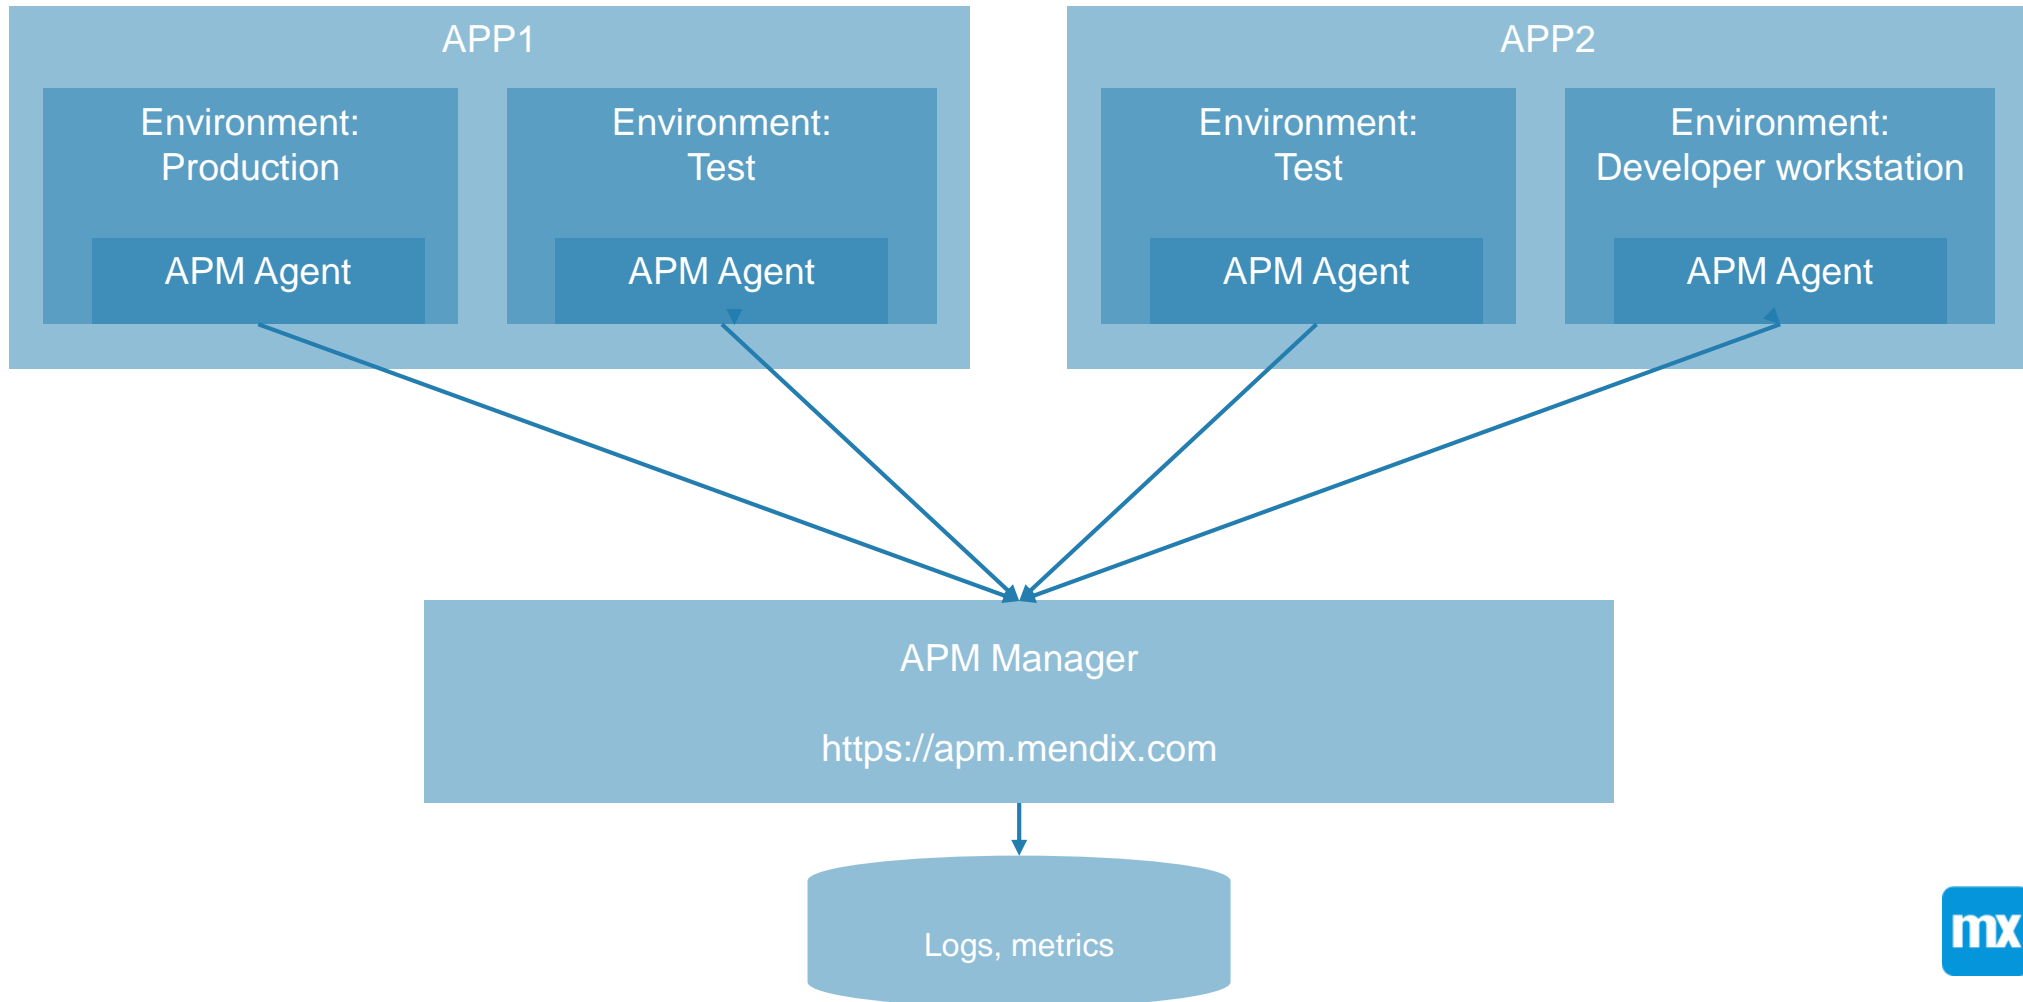 APP1
Environment:
Production
APM Agent
Environment:
Test
APM Agent
APP2
Environment:
Test
APM Agent
Environment:
Developer workstation
APM Agent
APM Manager
https://apm.mendix.com
Logs, metrics
mx